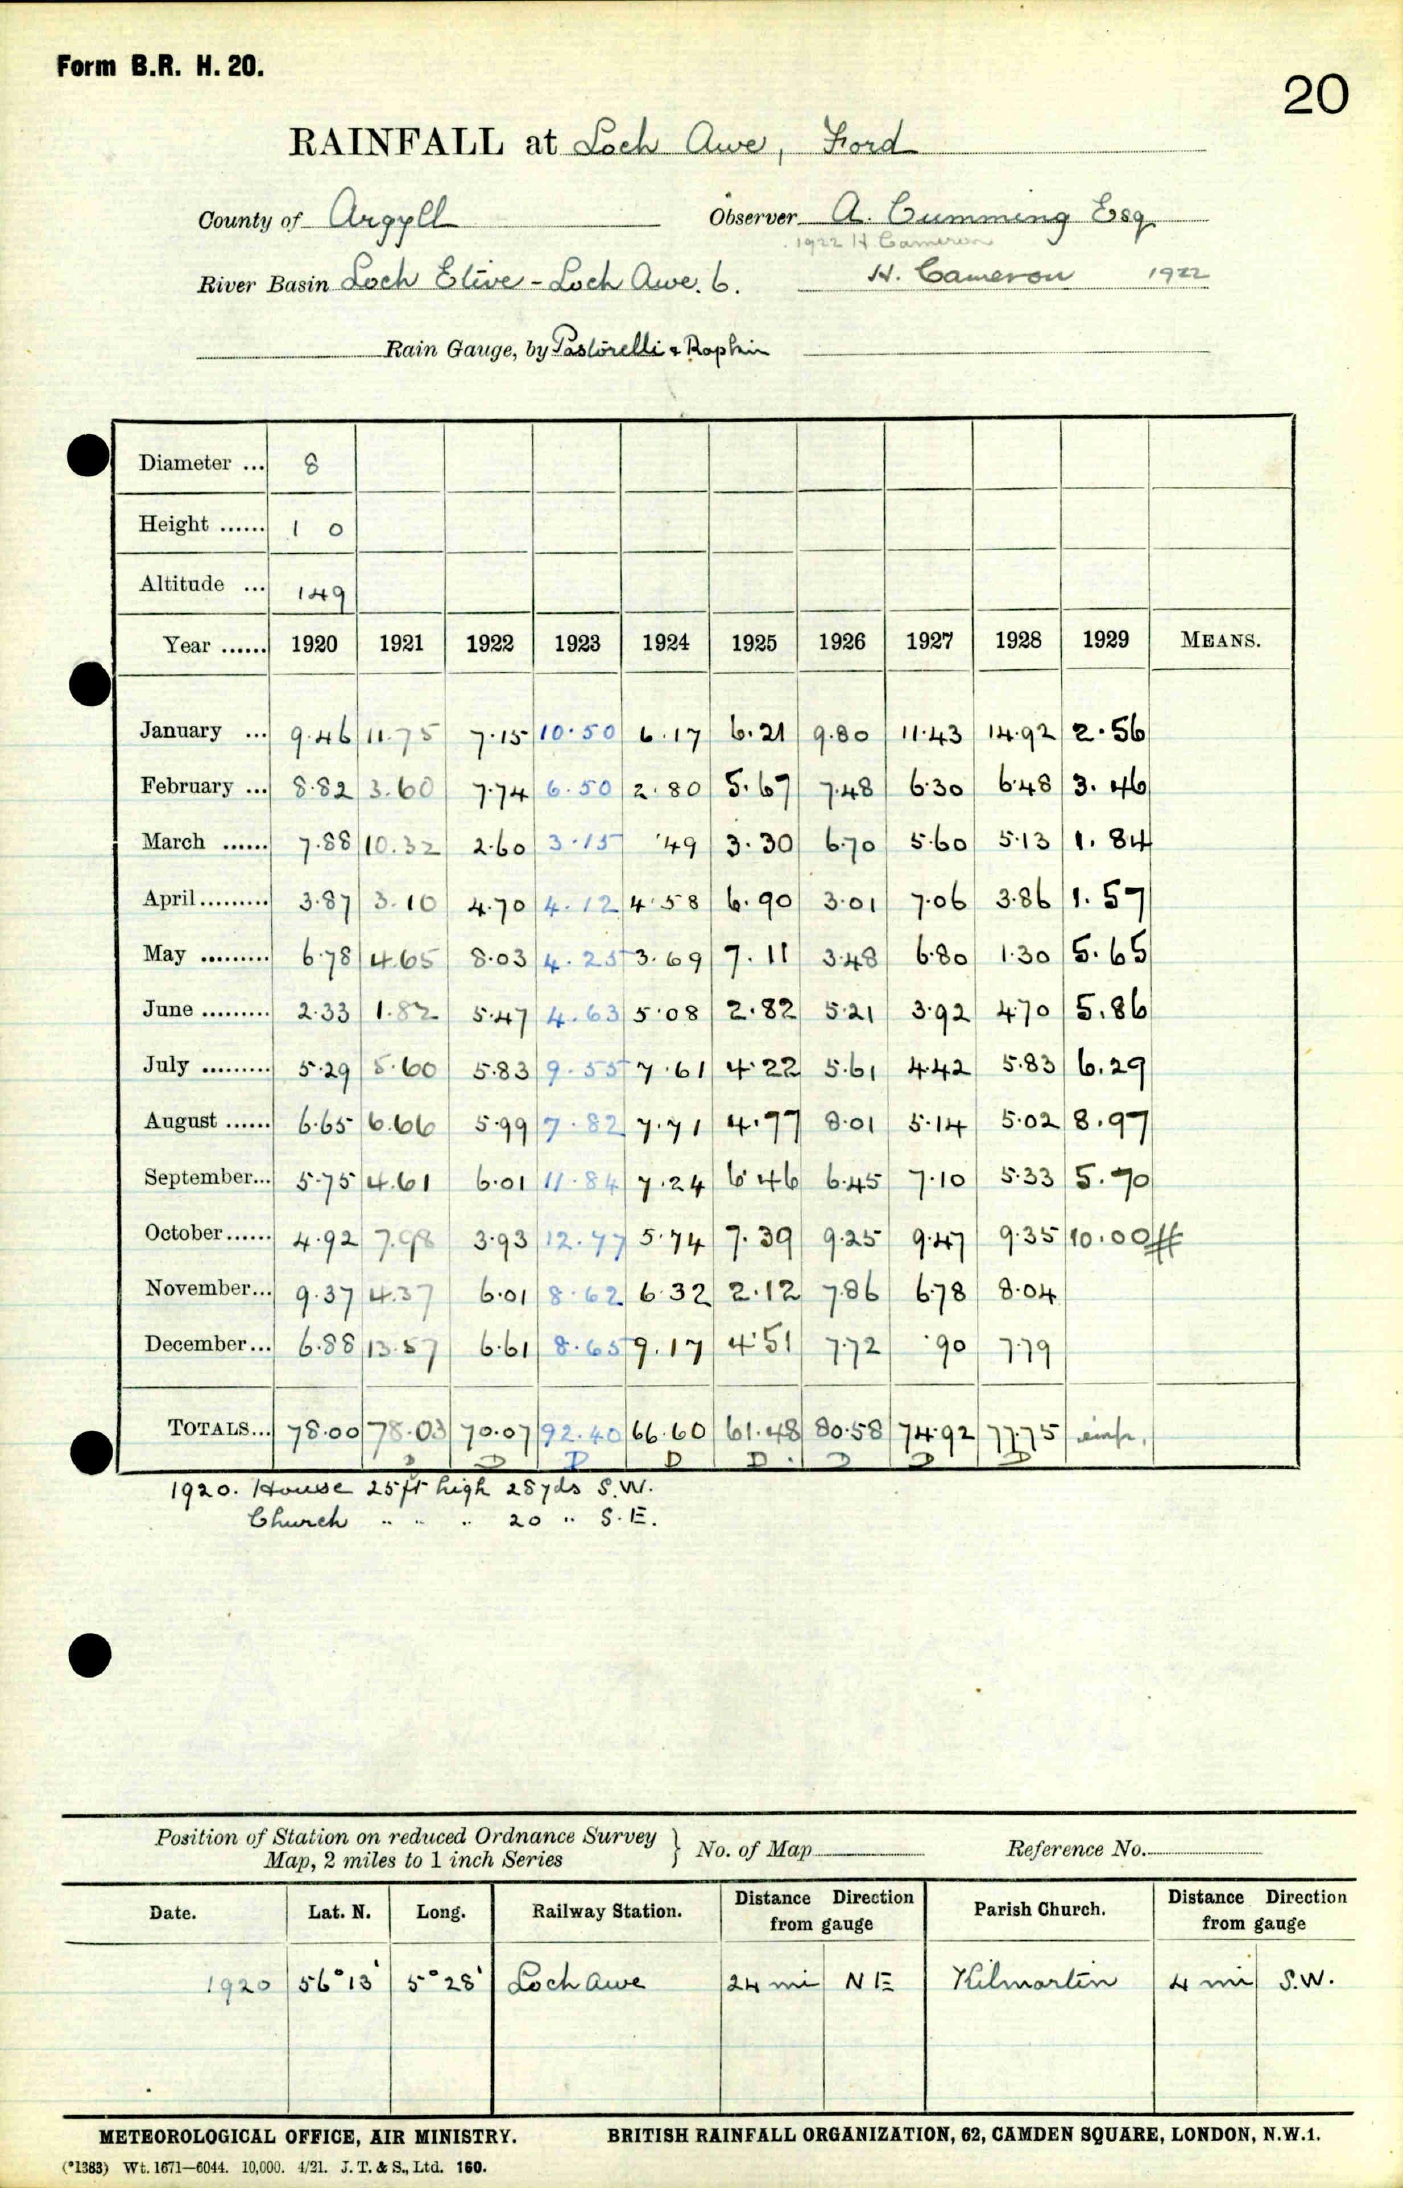 Form B.R. H. 20.
20
RAINFALL at Loch Awe, Ford
County of Argyll Observer A. Cumming Esq
1922 H Cameron
River Basin Loch Etive - Loch Awe. 6. H. Cameron 1922
Rain Gauge, by Pastorelli & Rapkin
Diameter ... 8
Height ...... 1 0
Altitude ... 149
Year ...... 1920 1921 1922 1923 1924 1925 1926 1927 1928 1929 MEANS.
January ... 9.46 11.75 7.15 10.50 6.17 6.21 9.80 11.43 14.92 2.56
February ... 8.82 3.60 7.74 6.50 2.80 5.67 7.48 6.30 6.48 3.46
March ...... 7.88 10.32 2.60 3.15 .49 3.30 6.70 5.60 5.13 1.84
April......... 3.87 3.10 4.70 4.12 4.58 6.90 3.01 7.06 3.86 1.57
May ......... 6.78 4.65 8.03 4.25 3.69 7.11 3.48 6.80 1.30 5.65
June ......... 2.33 1.82 5.47 4.63 5.08 2.82 5.21 3.92 4.70 5.86
July ......... 5.29 5.60 5.83 9.55 7.61 4.22 5.61 4.42 5.83 6.29
August ...... 6.65 6.66 5.99 7.82 7.71 4.77 8.01 5.14 5.02 8.97
September... 5.75 4.61 6.01 11.84 7.24 6.46 6.45 7.10 5.33 5.70
October...... 4.92 7.98 3.93 12.77 5.74 7.39 9.25 9.47 9.35 10.00 #
November... 9.37 4.37 6.01 8.62 6.32 2.12 7.86 6.78 8.04
December... 6.88 13.57 6.61 8.65 9.17 4.51 7.72 .90 7.79
TOTALS... 78.00 78.03 70.07 92.40 66.60 61.48 80.58 74.92 77.75
D D D D D D D D
1920. House 25 ft high 28 yds S.W.
Church " " " 20 " S.E.
Position of Station on reduced Ordnance Survey
Map, 2 miles to 1 inch Series } No. of Map Reference No.
Date. Lat. N. Long. Railway Station. Distance Direction from gauge Parish Church. Distance Direction from gauge
1920 56°13' 5°28' Loch Awe 24 mi NE Kilmartin 4 mi S.W.
METEOROLOGICAL OFFICE, AIR MINISTRY. BRITISH RAINFALL ORGANIZATION, 62, CAMDEN SQUARE, LONDON, N.W.1.
(*1383) Wt. 1671—6044. 10,000. 4/21. J. T. & S., Ltd. 160.